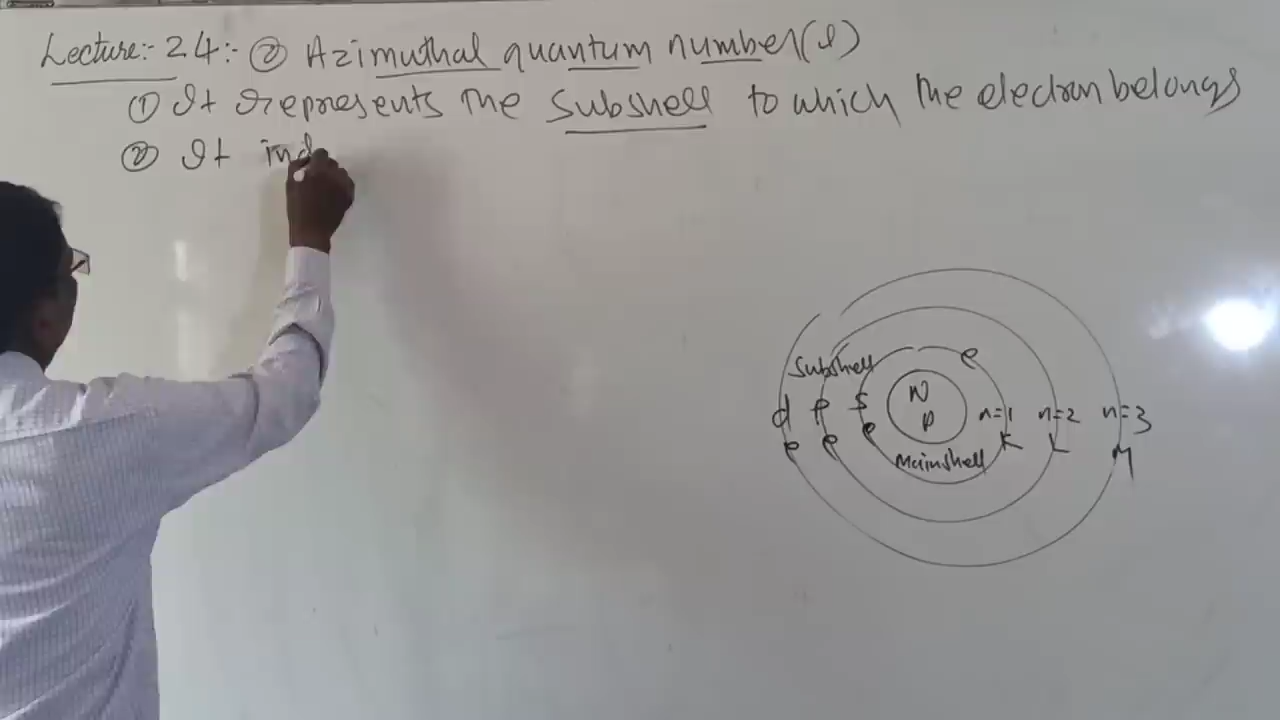 Lecture:- 24:- ② Azimuthal quantum number(l)
① It represents the subshell to which the electron belongs
② It ind
Subshell e
N
d p s P n=1 n=2 n=3
e e e K L M
Mainshell